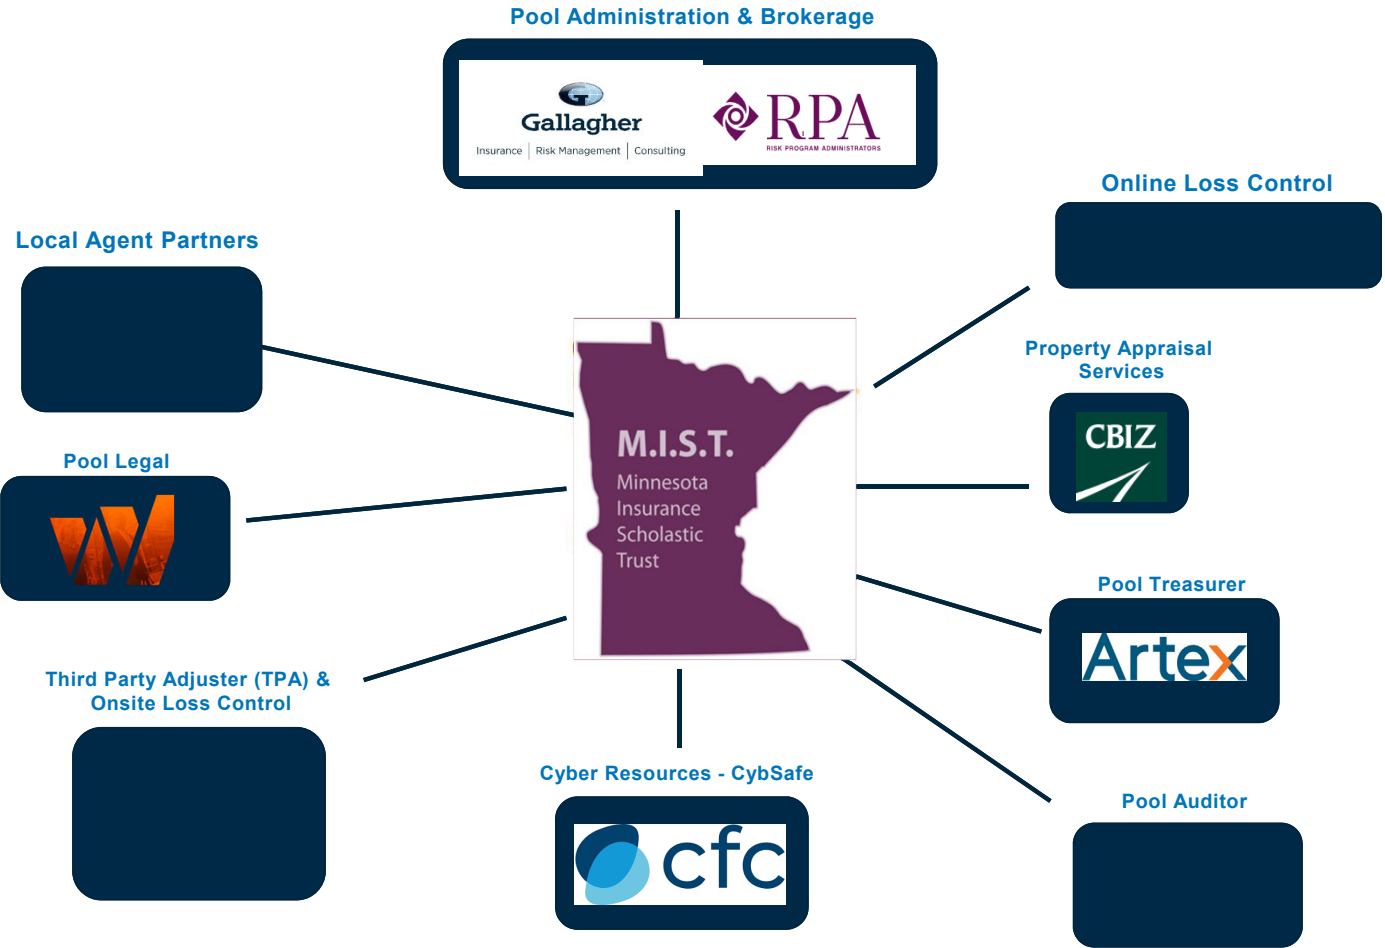 Pool Administration & Brokerage
Gallagher
Insurance | Risk Management | Consulting
RPA
RISK PROGRAM ADMINISTRATORS
Online Loss Control
Local Agent Partners
Property Appraisal
Services
CBIZ
M.I.S.T.
Minnesota
Insurance
Scholastic
Trust
Pool Legal
Pool Treasurer
Artex
Third Party Adjuster (TPA) &
Onsite Loss Control
Cyber Resources - CybSafe
cfc
Pool Auditor